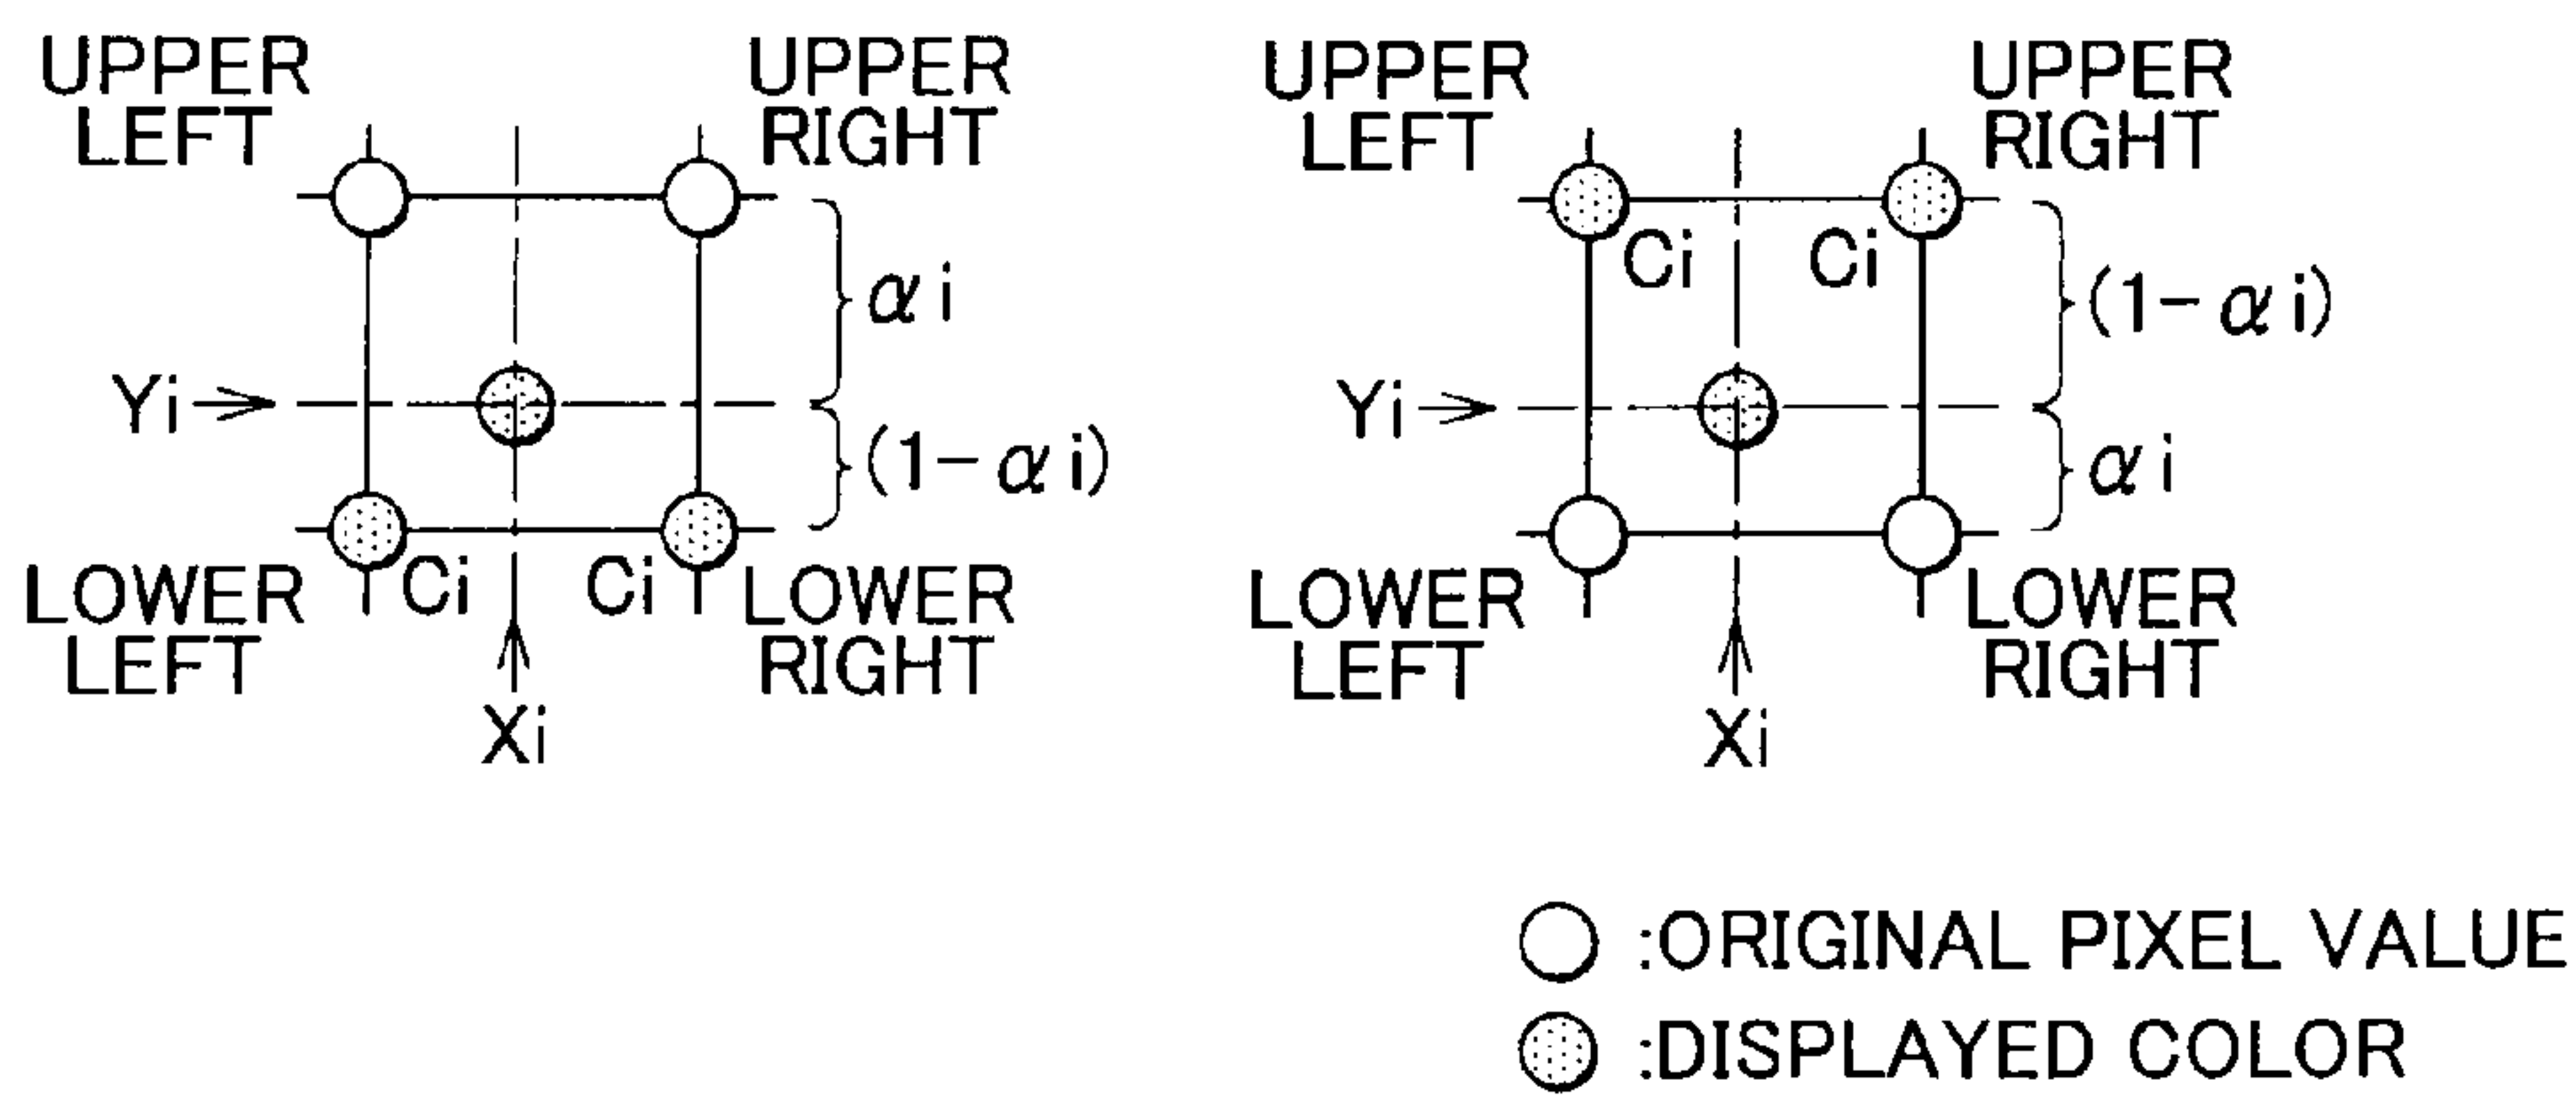 UPPER
LEFT
UPPER
RIGHT
αi
Yi
(1-αi)
Ci
Ci
LOWER
LEFT
LOWER
RIGHT
Xi
UPPER
LEFT
UPPER
RIGHT
Ci
Ci
(1-αi)
Yi
αi
LOWER
LEFT
LOWER
RIGHT
Xi
:ORIGINAL PIXEL VALUE
:DISPLAYED COLOR